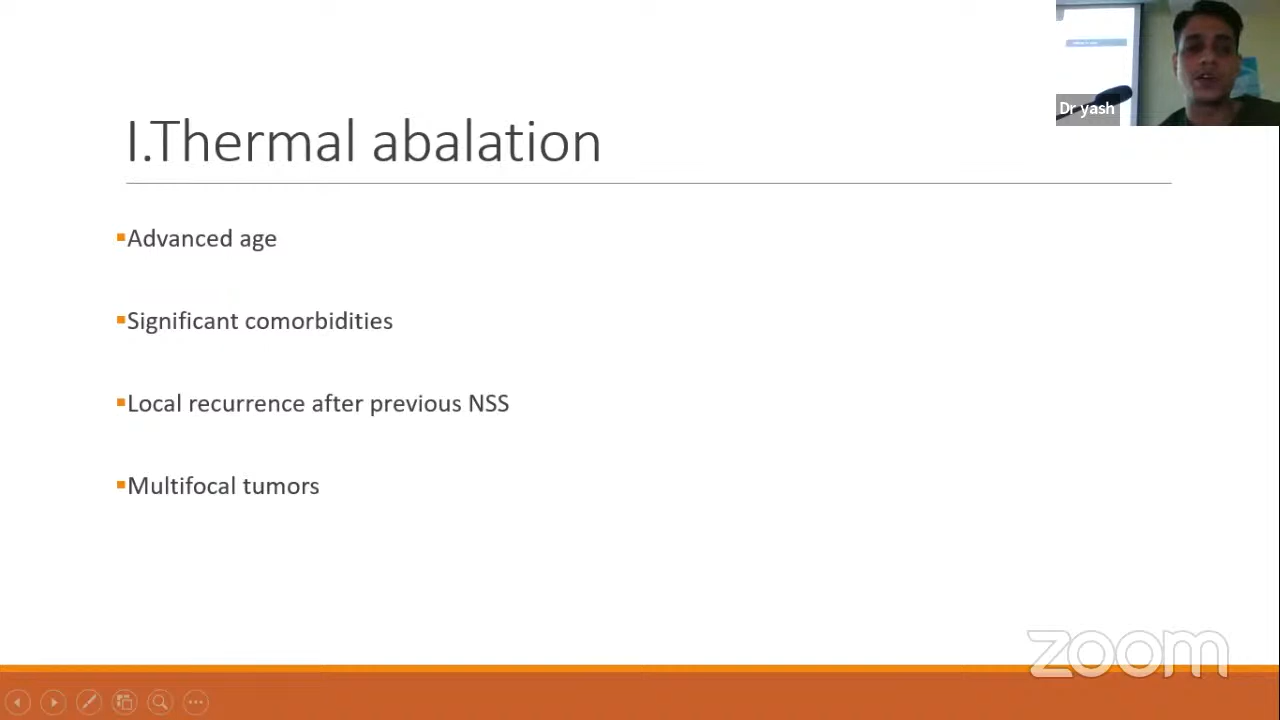 Dr yash
I.Thermal abalation
Advanced age
Significant comorbidities
Local recurrence after previous NSS
Multifocal tumors
zoom